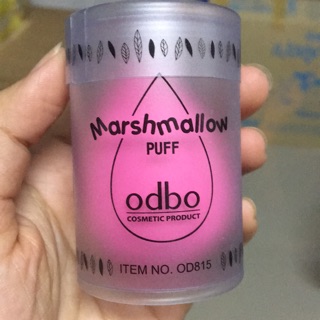 Marshmallow
PUFF
odbo
COSMETIC PRODUCT
ITEM NO. OD815